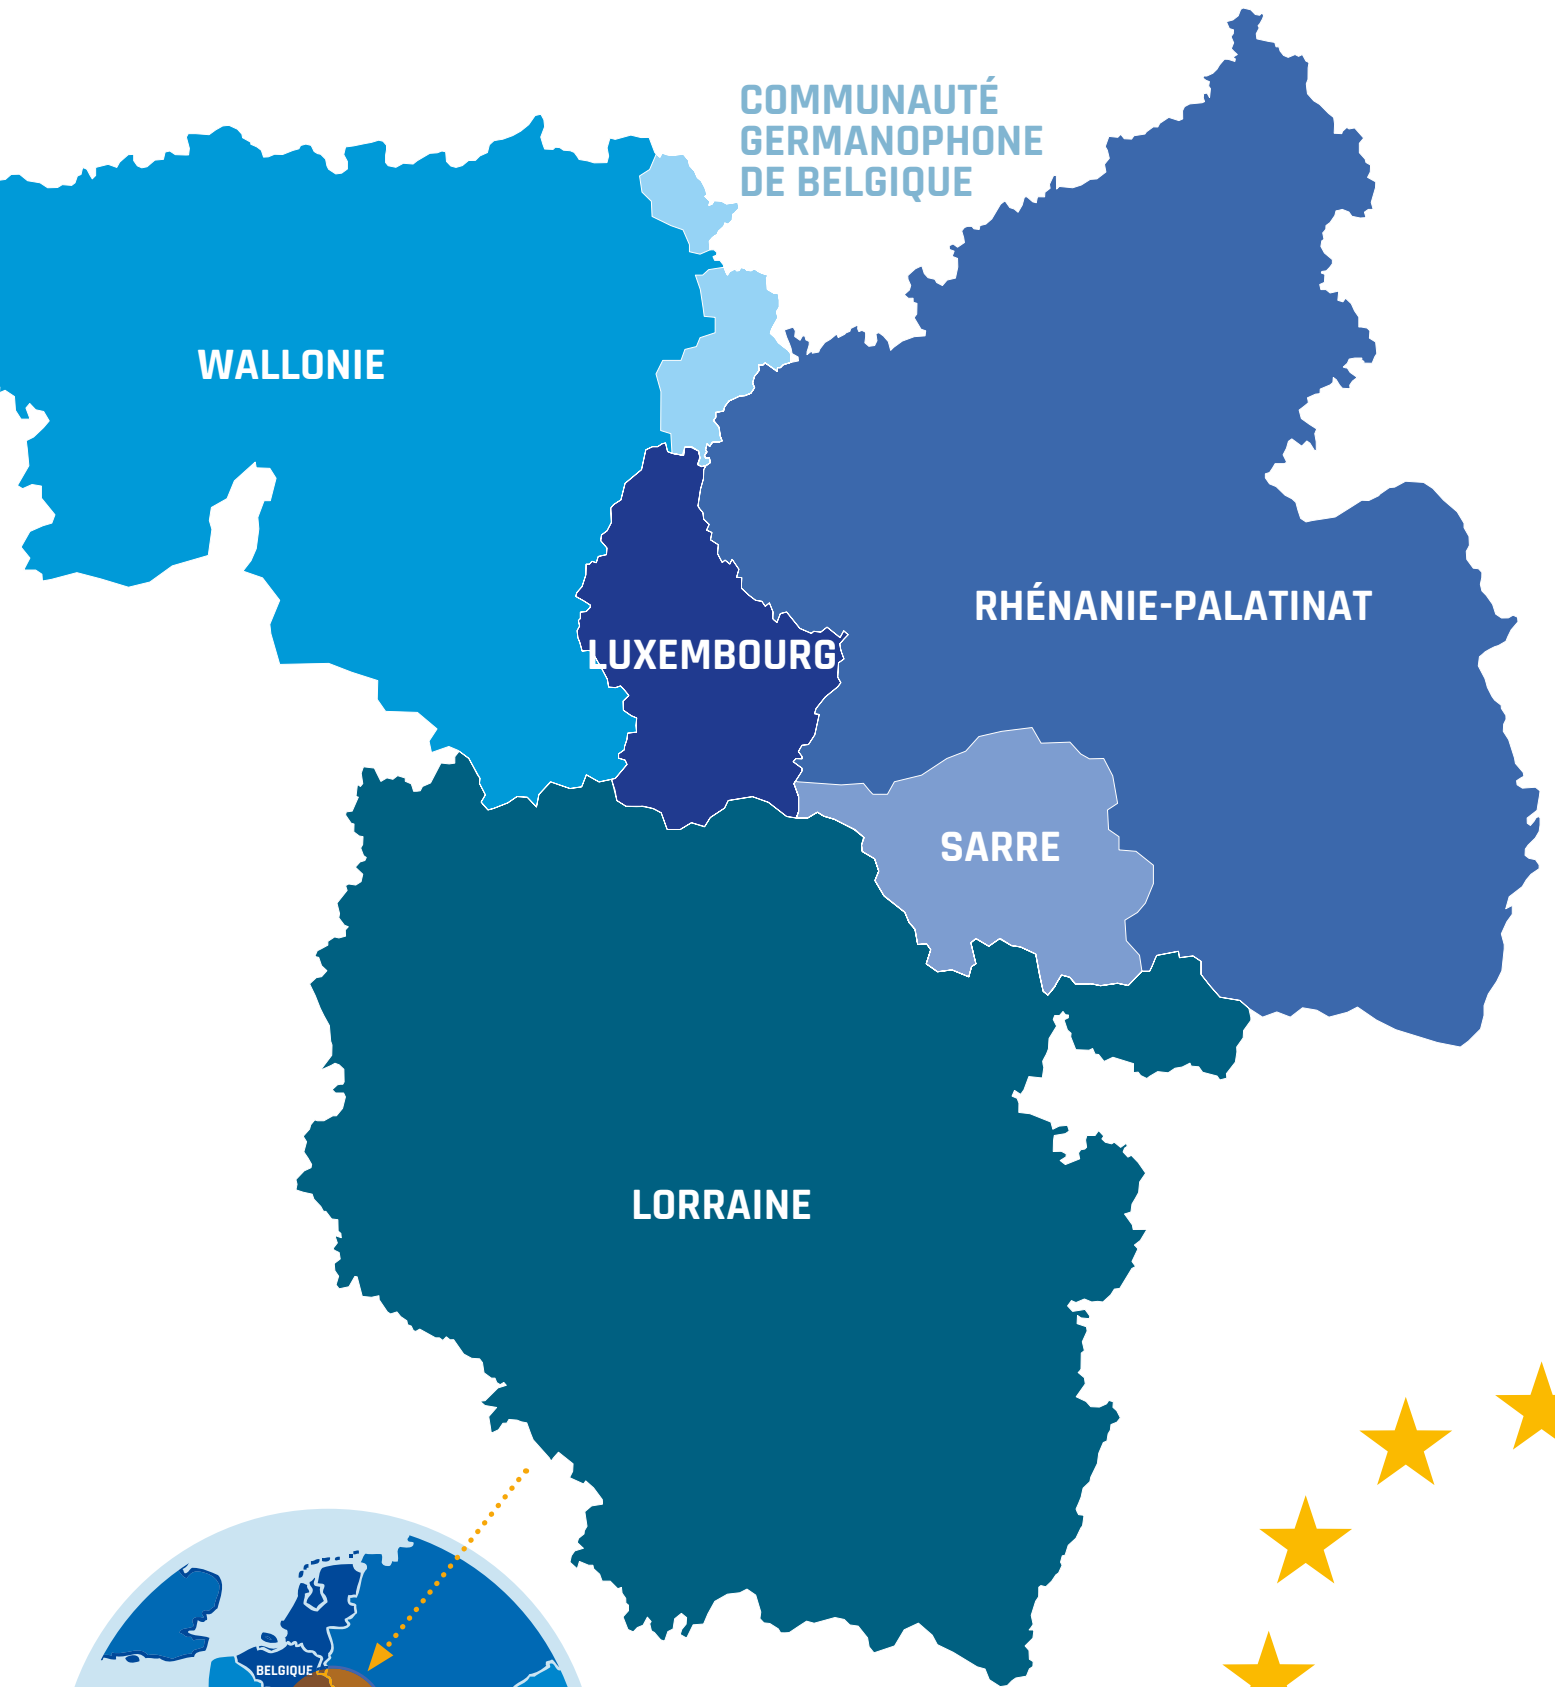 COMMUNAUTÉ
GERMANOPHONE
DE BELGIQUE
WALLONIE
RHÉNANIE-PALATINAT
LUXEMBOURG
SARRE
LORRAINE
BELGIQUE